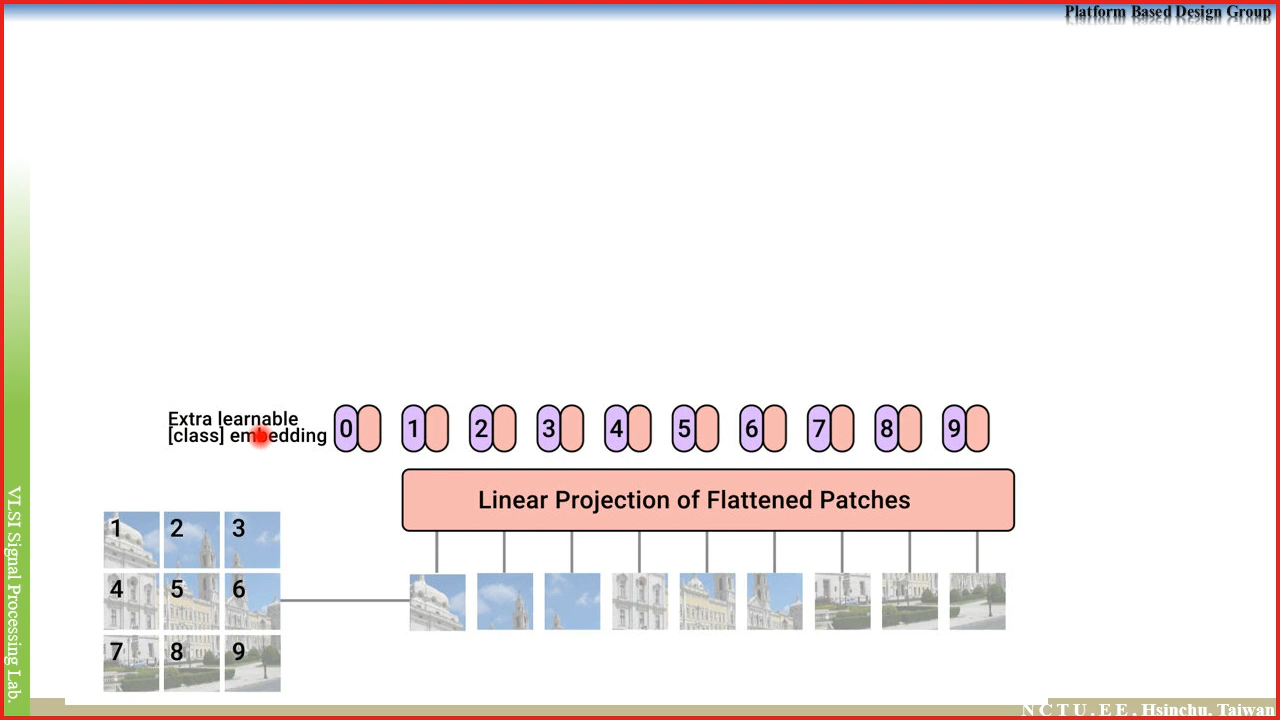 Platform Based Design Group
Extra learnable
[class] embedding
0 1 2 3 4 5 6 7 8 9
Linear Projection of Flattened Patches
1 2 3
4 5 6
7 8 9
VLSI Signal Processing Lab.
N C T U . E E , Hsinchu, Taiwan